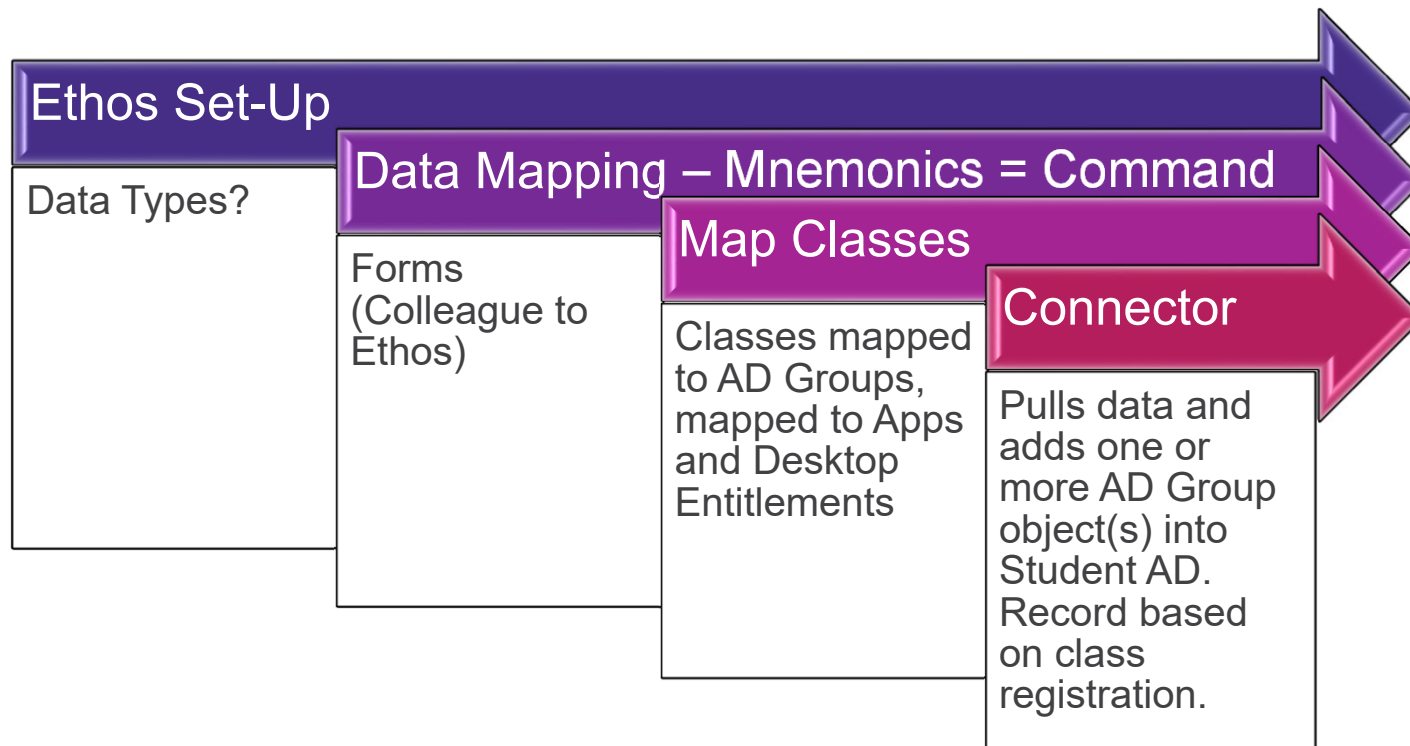 Ethos Set-Up
Data Types?
Data Mapping – Mnemonics = Command
Forms
(Colleague to
Ethos)
Map Classes
Classes mapped
to AD Groups,
mapped to Apps
and Desktop
Entitlements
Connector
Pulls data and
adds one or
more AD Group
object(s) into
Student AD.
Record based
on class
registration.